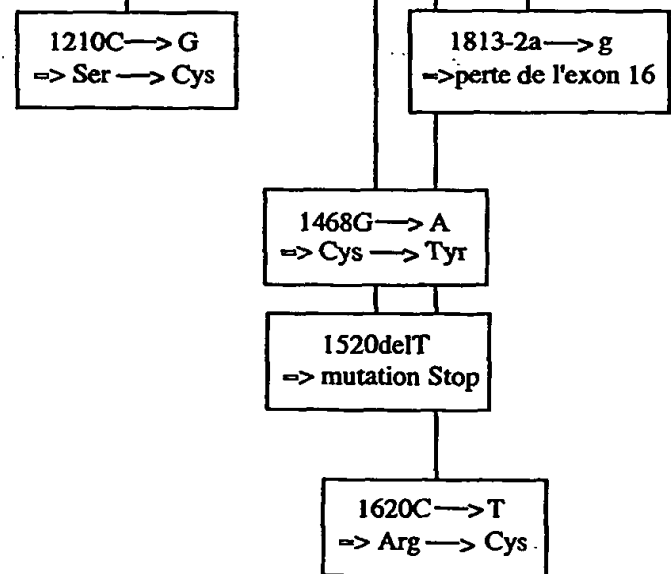 1210C—>G
=> Ser —> Cys
1813-2a—>g
=>perte de l'exon 16
1468G—>A
=> Cys —> Tyr
1520delT
=> mutation Stop
1620C—>T
=> Arg —> Cys